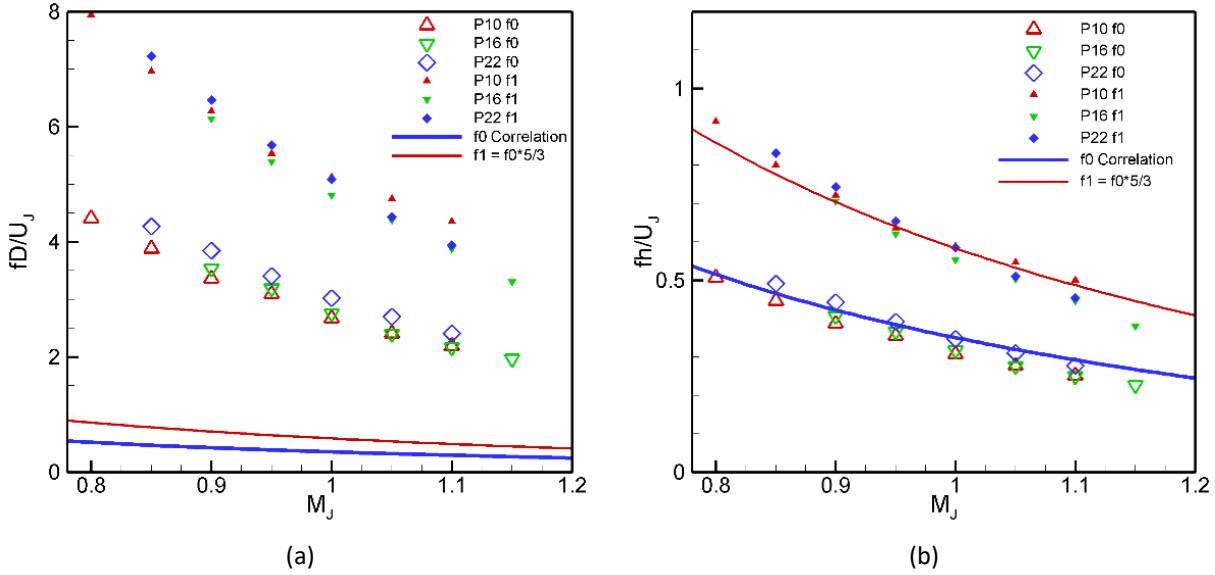 8
6
4
2
0
fD/U_J
0.8
0.9
1
1.1
1.2
M_J
P10 f0
P16 f0
P22 f0
P10 f1
P16 f1
P22 f1
f0 Correlation
f1 = f0*5/3
(a)
1
0.5
0
fh/U_J
0.8
0.9
1
1.1
1.2
M_J
P10 f0
P16 f0
P22 f0
P10 f1
P16 f1
P22 f1
f0 Correlation
f1 = f0*5/3
(b)